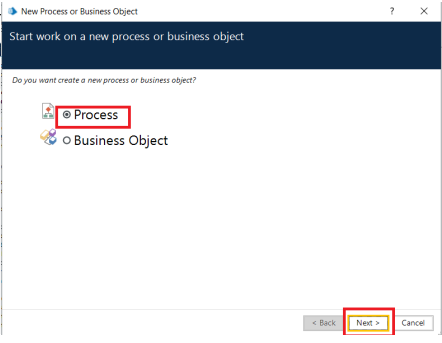 New Process or Business Object
?
Start work on a new process or business object
Do you want create a new process or business object?
Process
Business Object
< Back Next > Cancel